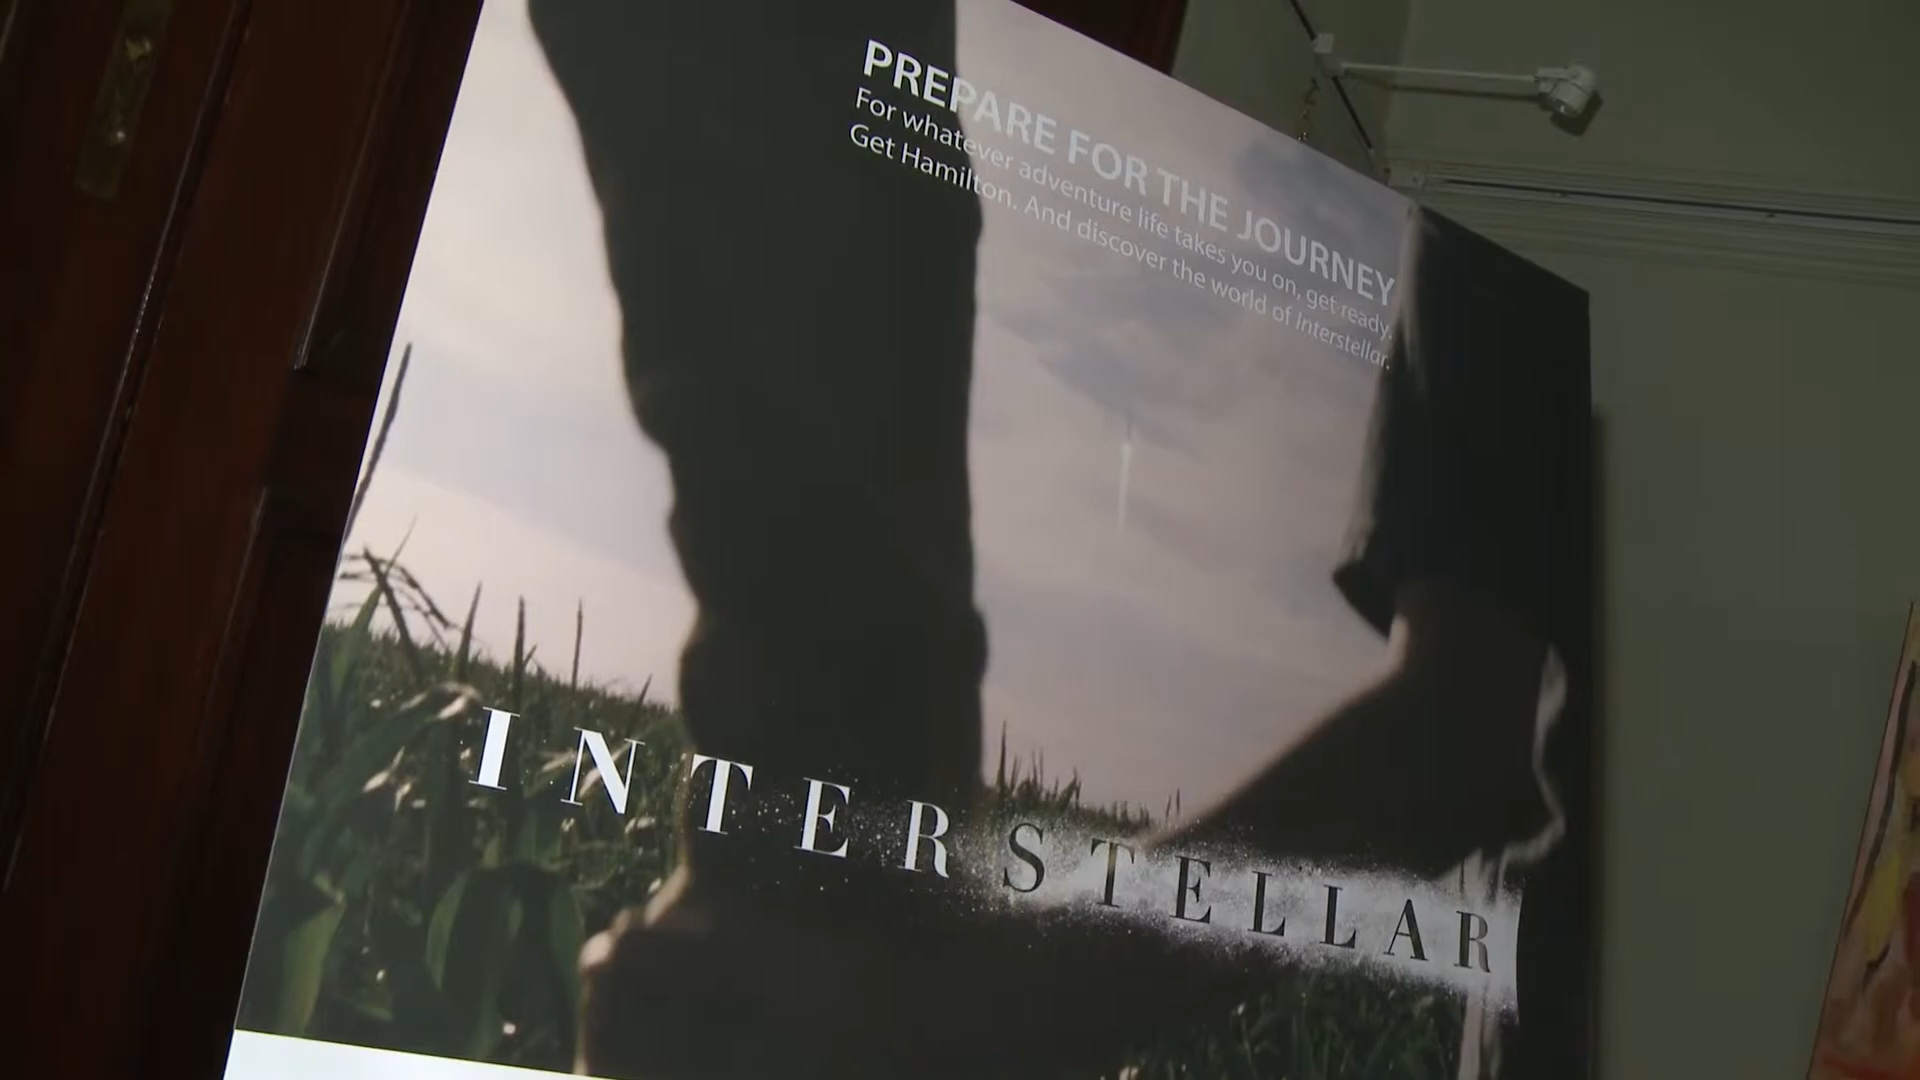 PREPARE FOR THE JOURNEY
For whatever adventure life takes you on, get ready.
Get Hamilton. And discover the world of Interstellar.
INTERSTELLAR